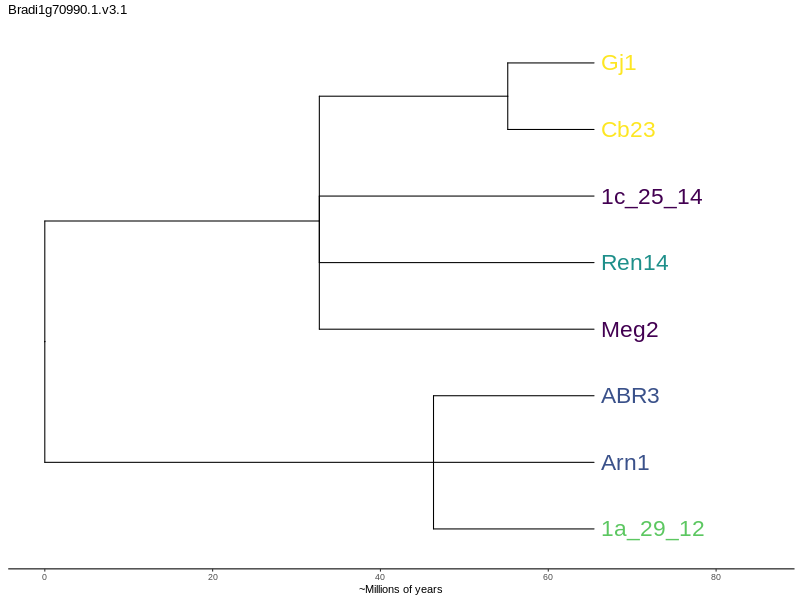 Bradi1g70990.1.v3.1
Gj1
Cb23
1c_25_14
Ren14
Meg2
ABR3
Arn1
1a_29_12
0 20 40 60 80
~Millions of years